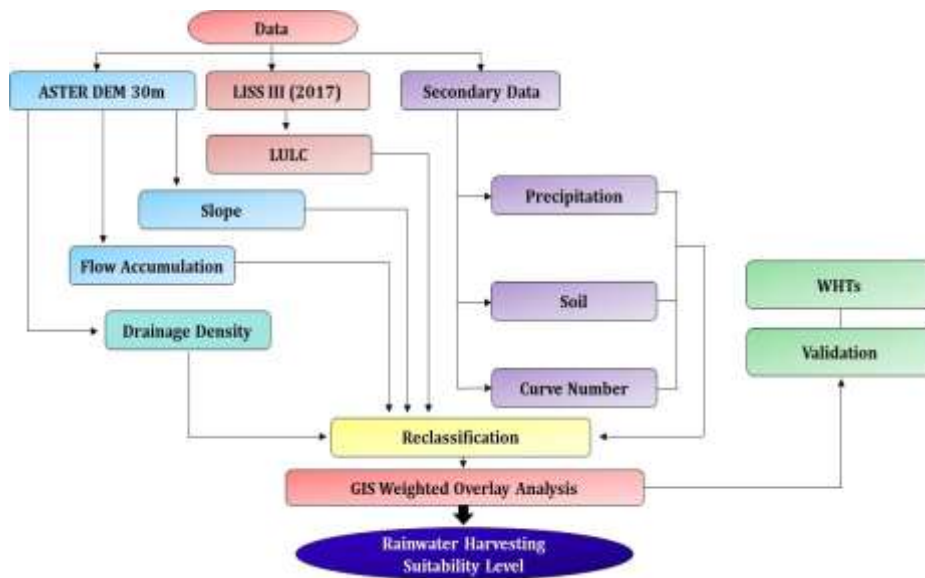 Data
ASTER DEM 30m
LISS III (2017)
Secondary Data
LULC
Precipitation
Slope
Flow Accumulation
WHTs
Soil
Drainage Density
Validation
Curve Number
Reclassification
GIS Weighted Overlay Analysis
Rainwater Harvesting
Suitability Level